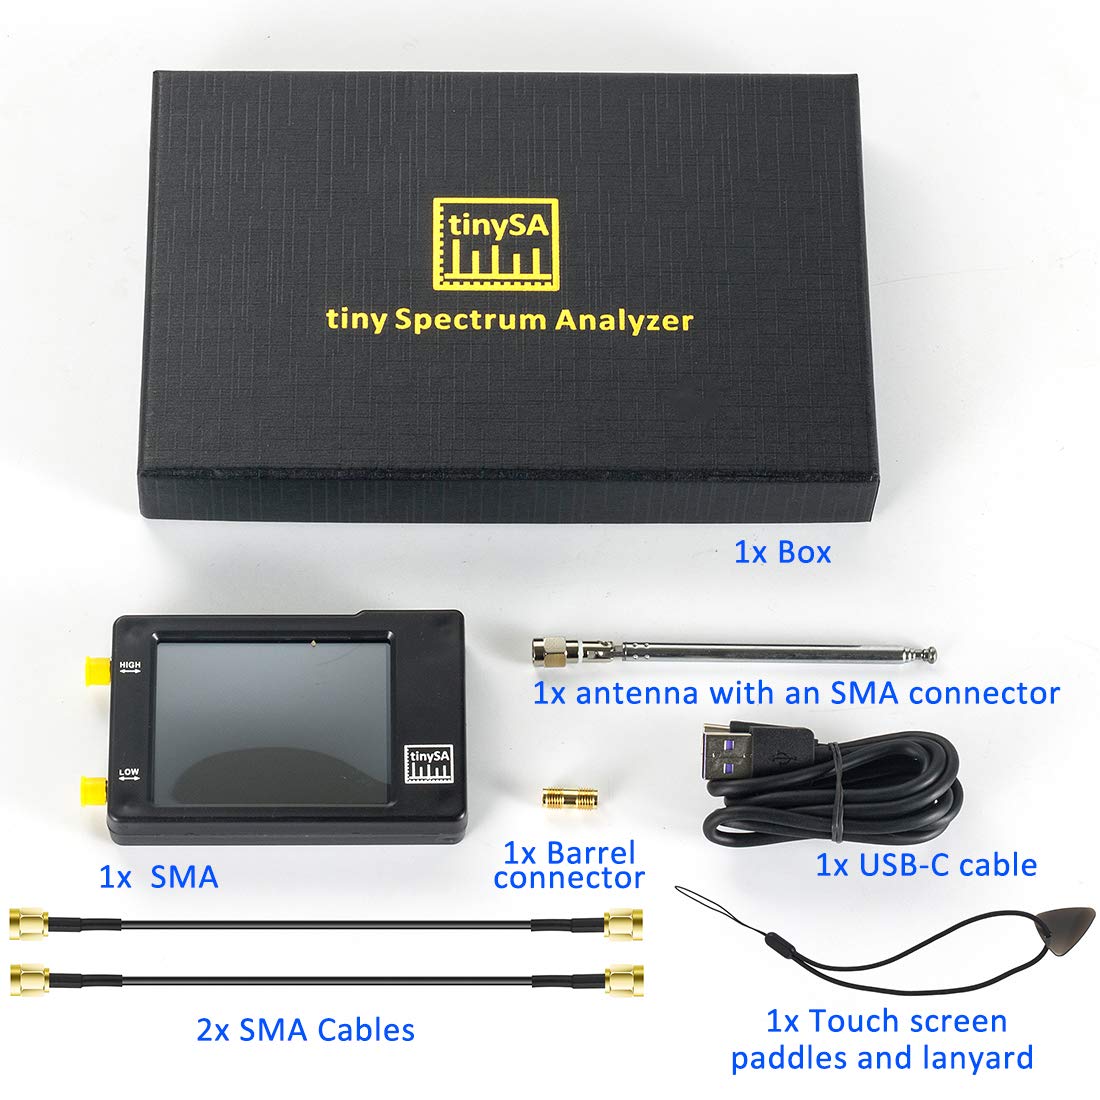 tinySA
tiny Spectrum Analyzer
1x Box
HIGH
LOW
tinySA
1x antenna with an SMA connector
1x SMA
1x Barrel
connector
1x USB-C cable
2x SMA Cables
1x Touch screen
paddles and lanyard